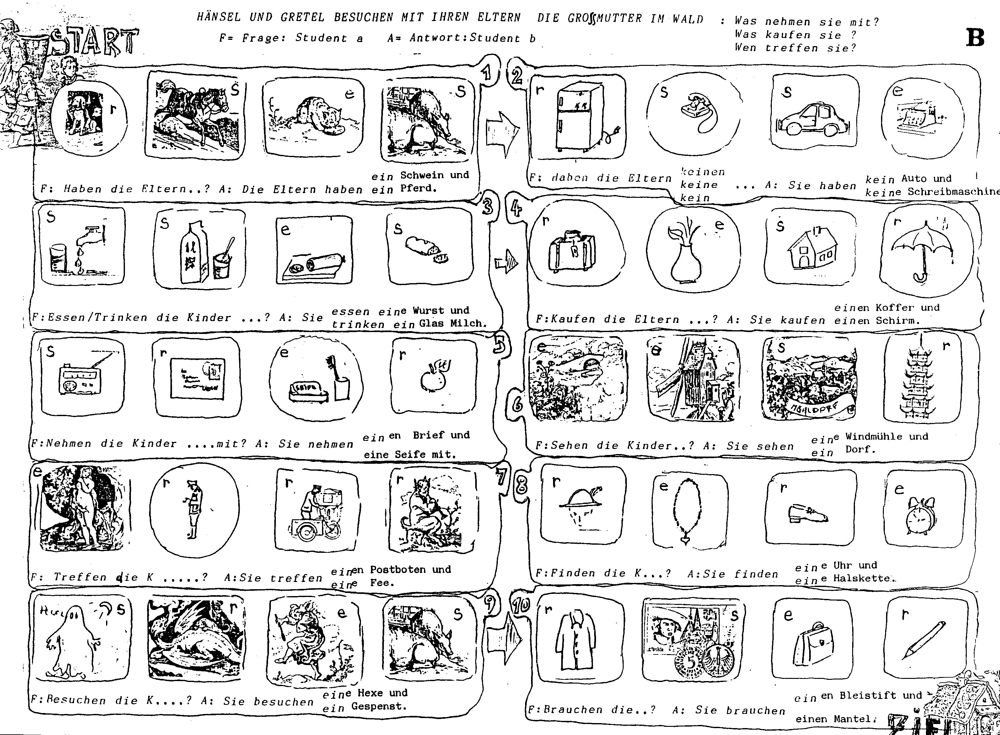 HÄNSEL UND GRETEL BESUCHEN MIT IHREN ELTERN DIE GROßMUTTER IM WALD : Was nehmen sie mit?
Was kaufen sie ?
Wen treffen sie?
F= Frage: Student a A= Antwort:Student b
B
START
1
r
s
e
s
F: Haben die Eltern..? A: Die Eltern haben ein Schwein und
ein Pferd.
2
r
s
s
e
F: Haben die Eltern keinen
keine
kein
... A: Sie haben kein Auto und
keine Schreibmaschine
3
s
s
1l
e
s
F:Essen/Trinken die Kinder ...? A: Sie essen eine Wurst und
trinken ein Glas Milch.
4
r
e
s
r
F:Kaufen die Eltern ...? A: Sie kaufen einen Koffer und
einen Schirm.
5
s
r
e
SEIFE
r
F:Nehmen die Kinder ....mit? A: Sie nehmen einen Brief und
eine Seife mit.
6
e
e
s
MÜHLDORF
r
F:Sehen die Kinder..? A: Sie sehen eine Windmühle und
ein Dorf.
7
e
r
r
r
F: Treffen die K .....? A:Sie treffen einen Postboten und
eine Fee.
8
r
e
r
e
F:Finden die K...? A:Sie finden eine Uhr und
eine Halskette.
9
s
r
e
s
F:Besuchen die K....? A: Sie besuchen eine Hexe und
ein Gespenst.
10
r
s
5
e
r
F:Brauchen die..? A: Sie brauchen einen Bleistift und
einen Mantel.
ZIEL